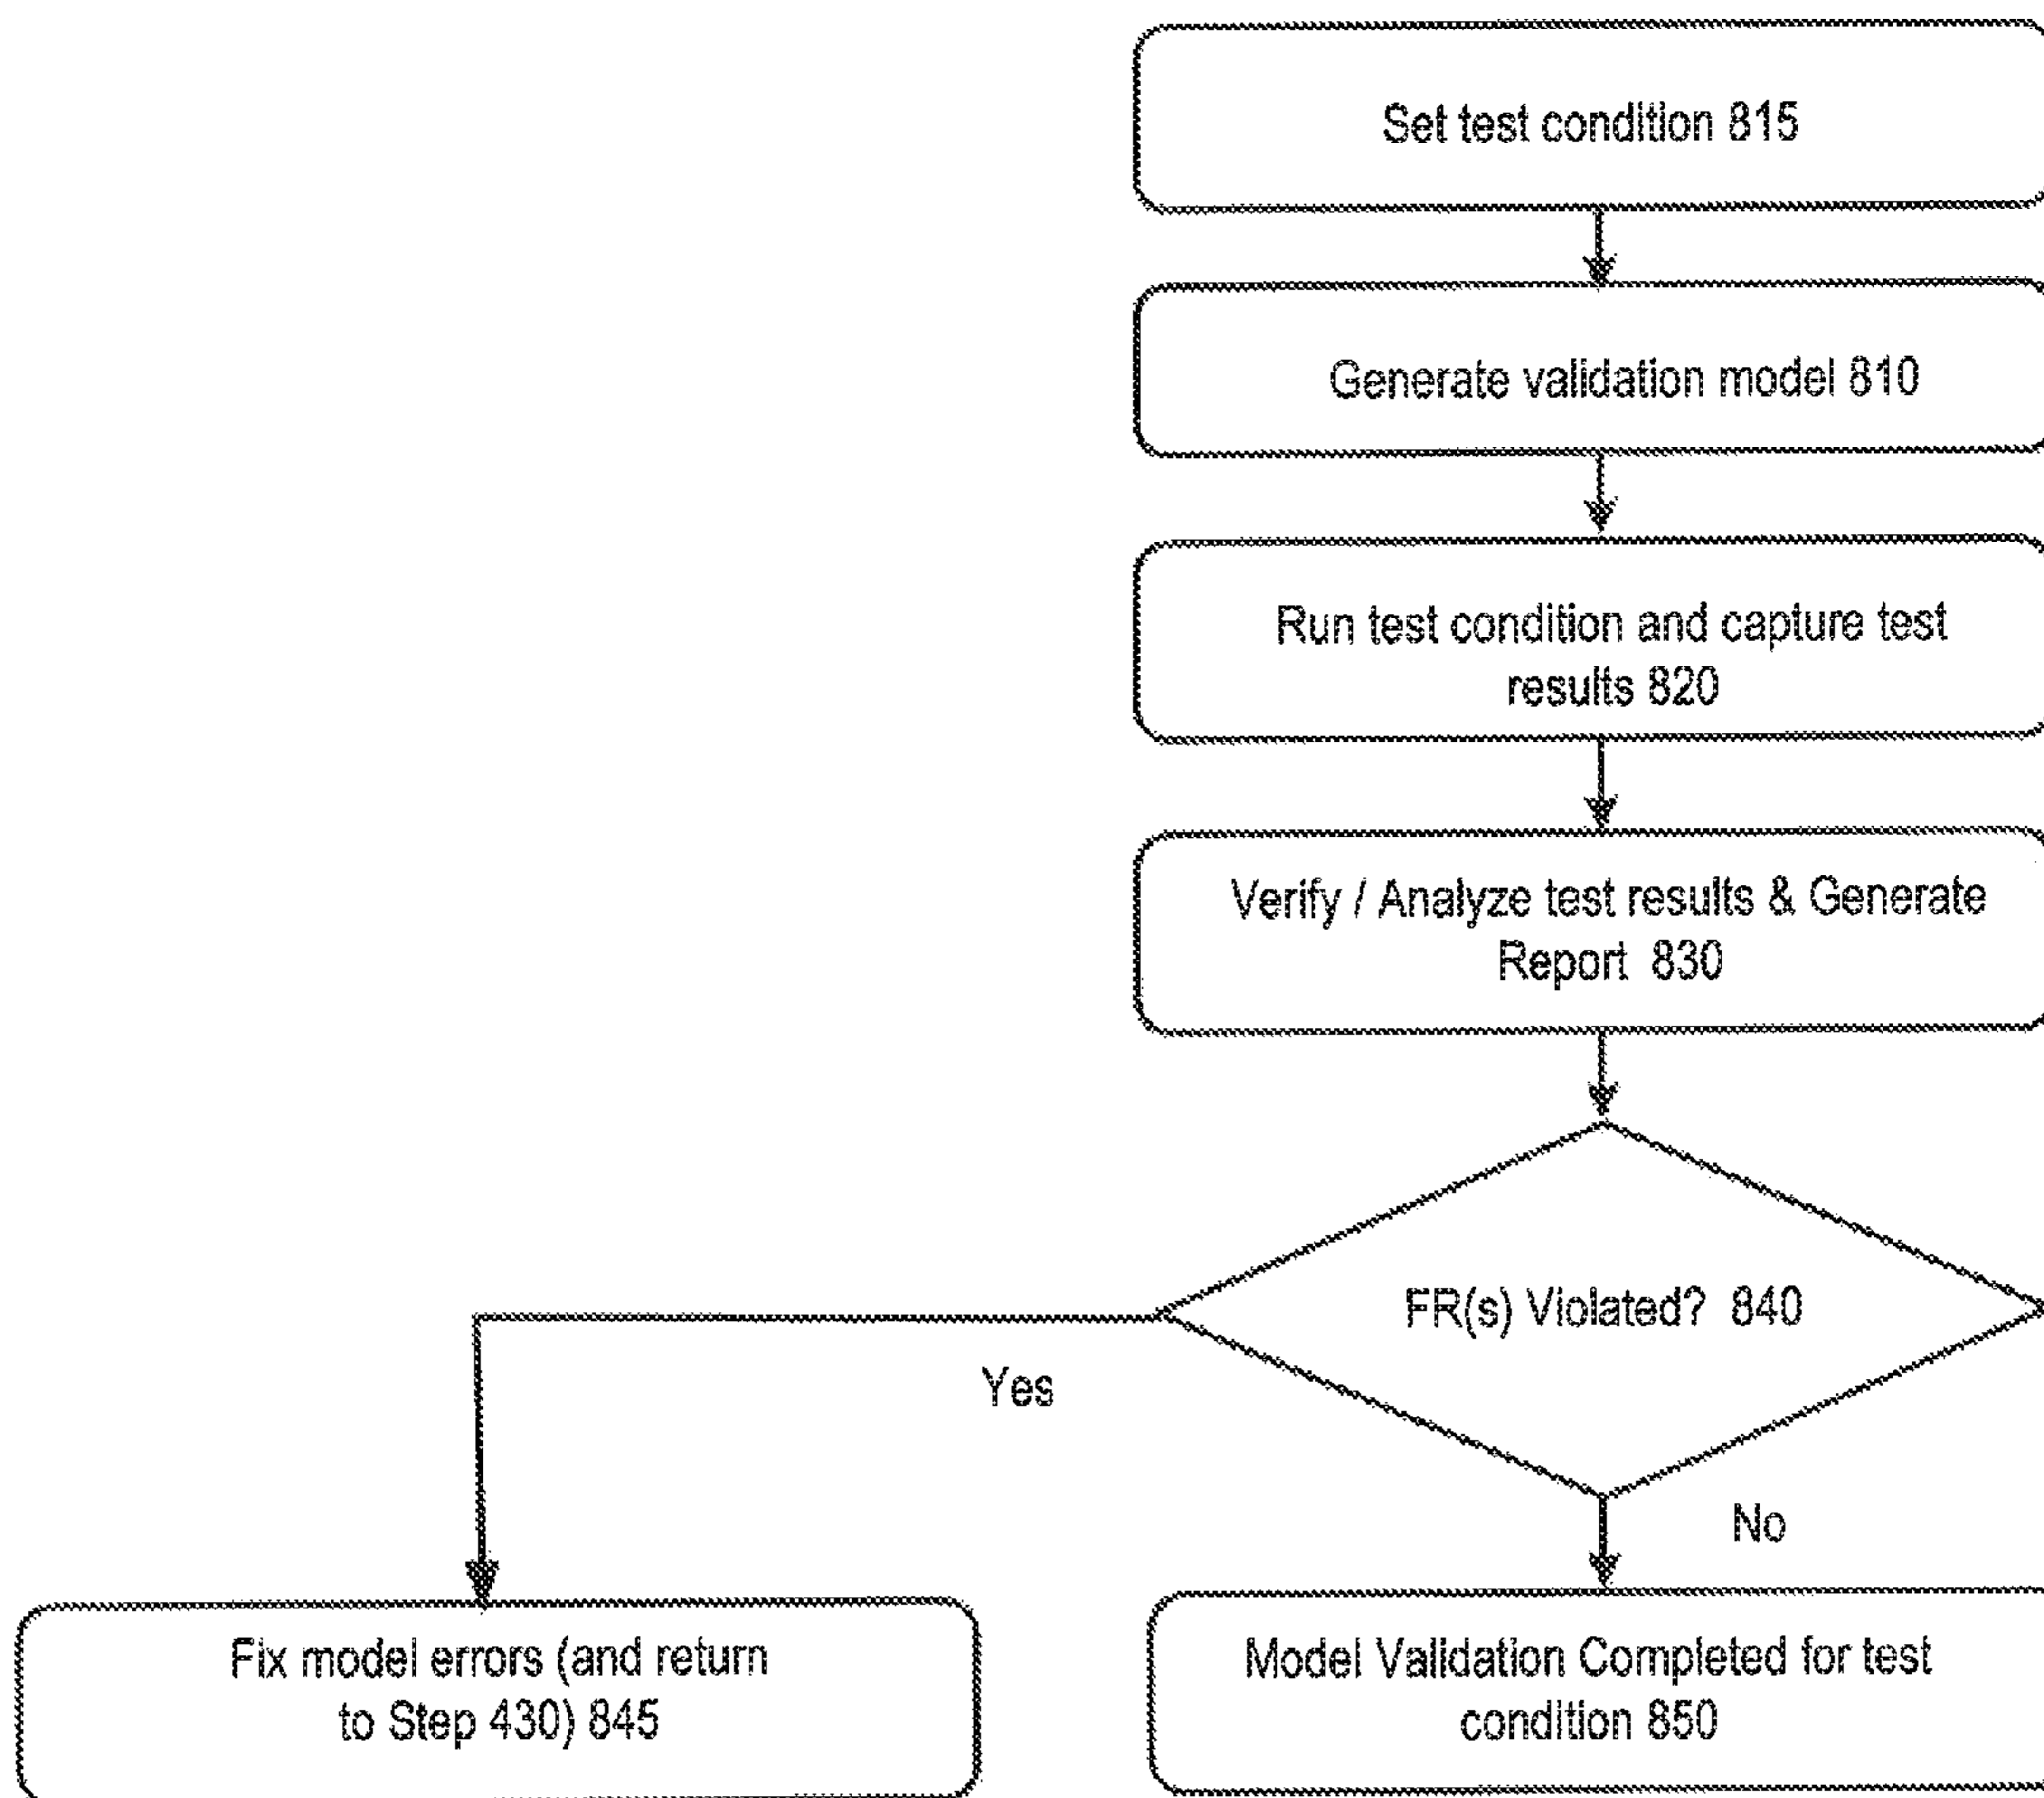 Set test condition 815
Generate validation model 810
Run test condition and capture test
results 820
Verify / Analyze test results & Generate
Report 830
FR(s) Violated? 840
Yes
No
Fix model errors (and return
to Step 430) 845
Model Validation Completed for test
condition 850